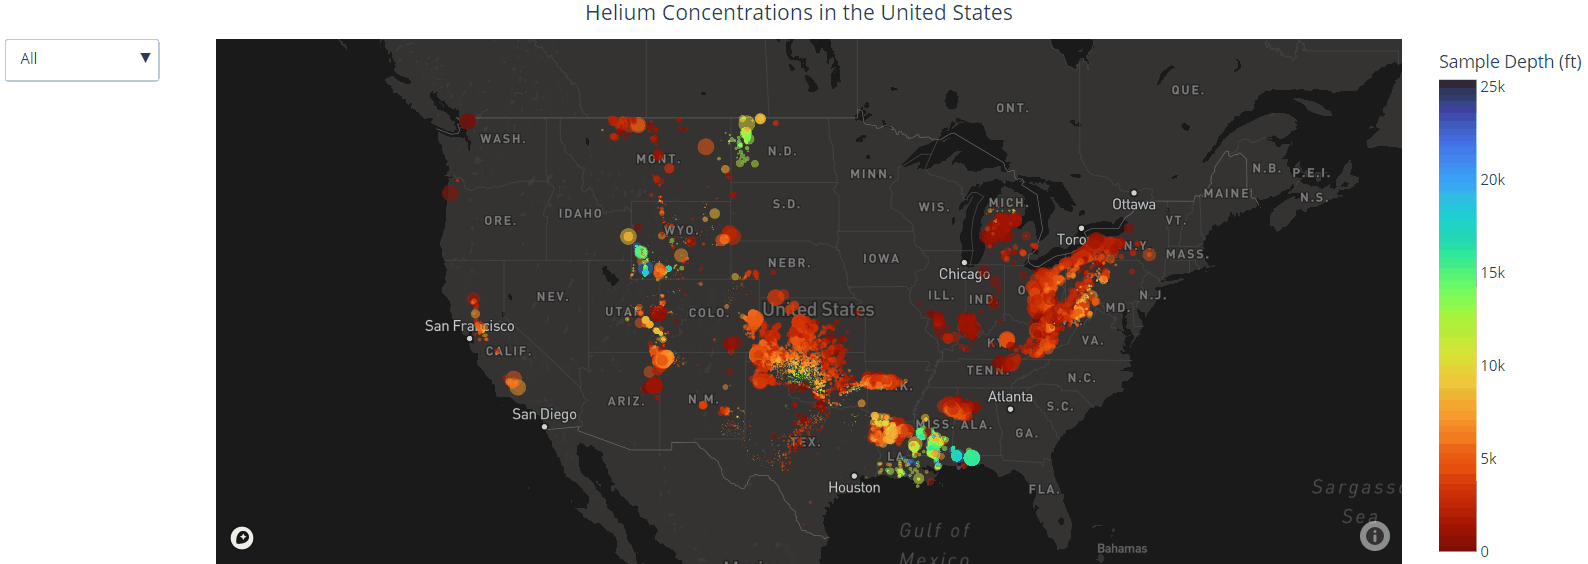 Helium Concentrations in the United States
All
Sample Depth (ft)
25k
20k
15k
10k
5k
0
QUE.
ONT.
WASH.
MONT.
N.D.
MINN.
N.B.
P.E.I.
MAINE
N.S.
Ottawa
ORE.
IDAHO
S.D.
WIS.
MICH.
VT.
WYO.
Toro
N.Y.
MASS.
NEBR.
IOWA
Chicago
NEV.
ILL.
IND.
O
N.J.
UTAH
COLO.
United States
MD.
San Francisco
CALIF.
KY
VA.
TENN.
N.C.
ARIZ.
N.M.
K.
Atlanta
S.C.
San Diego
MISS.
ALA.
GA.
TEX.
LA
Houston
FLA.
Sargasso
Sea
Gulf of
Mexico
Bahamas